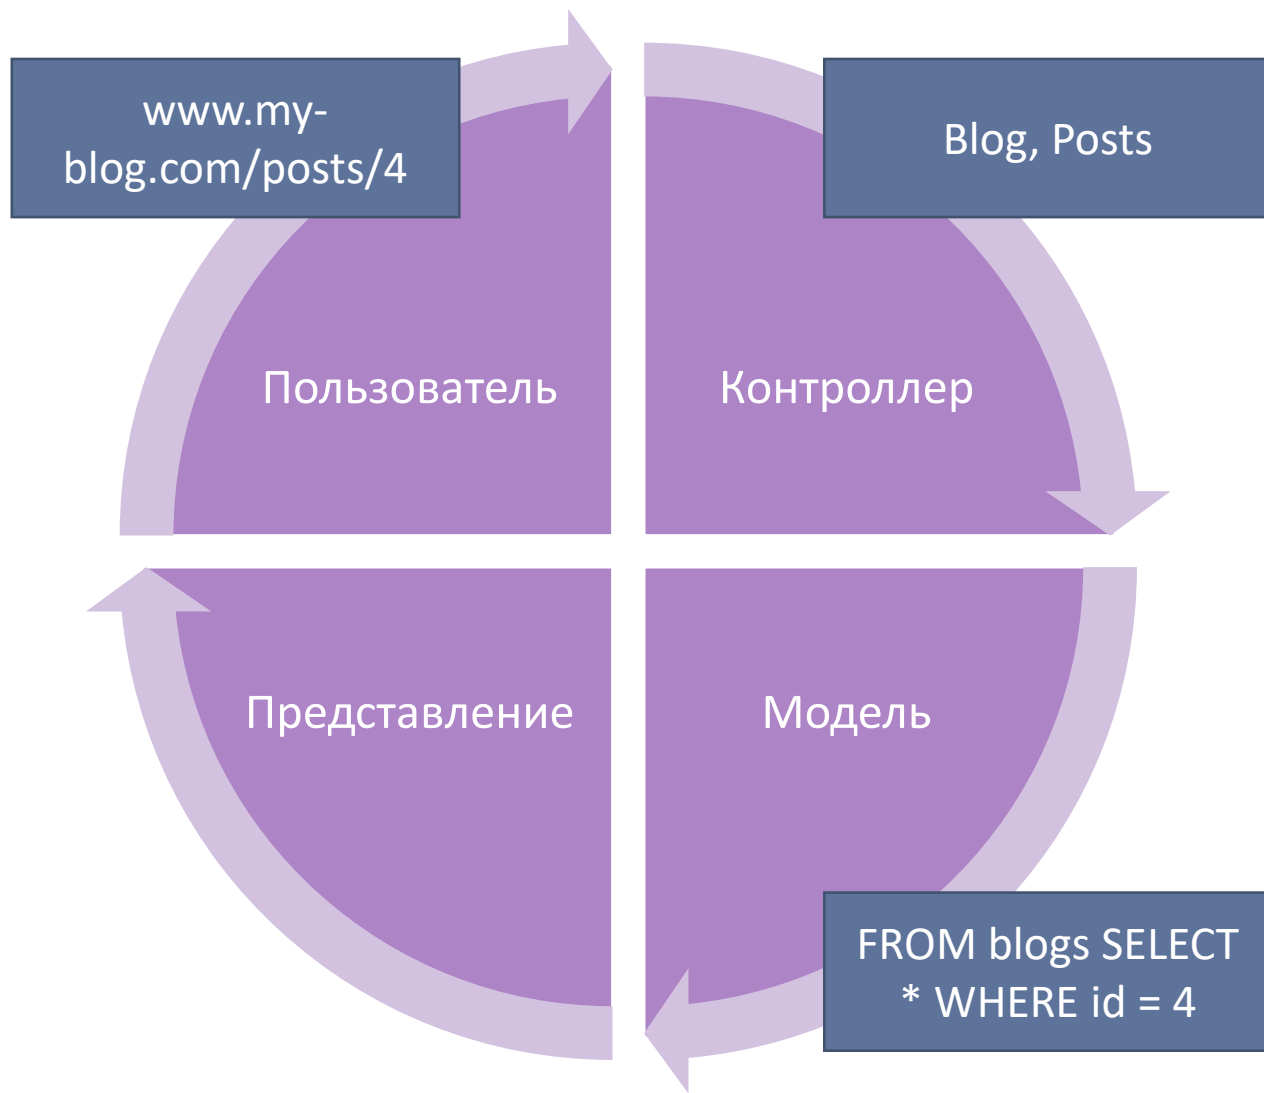 www.my-
blog.com/posts/4
Blog, Posts
Пользователь
Контроллер
Представление
Модель
FROM blogs SELECT
* WHERE id = 4